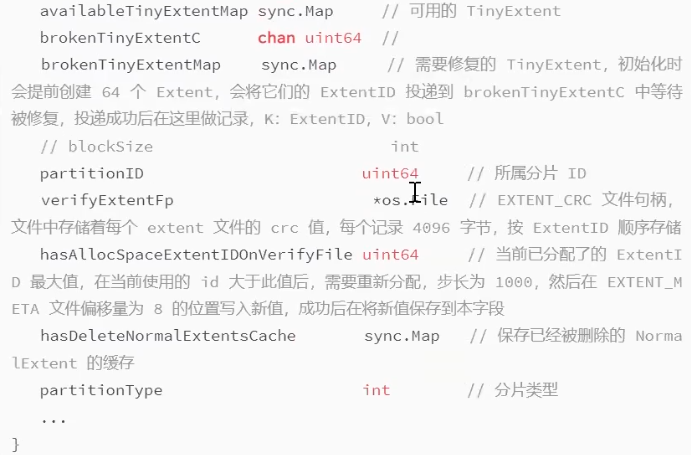 availableTinyExtentMap sync.Map // 可用的 TinyExtent
brokenTinyExtentC chan uint64 //
brokenTinyExtentMap sync.Map // 需要修复的 TinyExtent，初始化时
会提前创建 64 个 Extent，会将它们的 ExtentID 投递到 brokenTinyExtentC 中等待
被修复，投递成功后在这里做记录，K：ExtentID，V：bool
// blockSize int
partitionID uint64 // 所属分片 ID
verifyExtentFp *os.File // EXTENT_CRC 文件句柄，
文件中存储着每个 extent 文件的 crc 值，每个记录 4096 字节，按 ExtentID 顺序存储
hasAllocSpaceExtentIDOnVerifyFile uint64 // 当前已分配了的 ExtentI
D 最大值，在当前使用的 id 大于此值后，需要重新分配，步长为 1000，然后在 EXTENT_M
ETA 文件偏移量为 8 的位置写入新值，成功后在将新值保存到本字段
hasDeleteNormalExtentsCache sync.Map // 保存已经被删除的 Norma
lExtent 的缓存
partitionType int // 分片类型
...
}